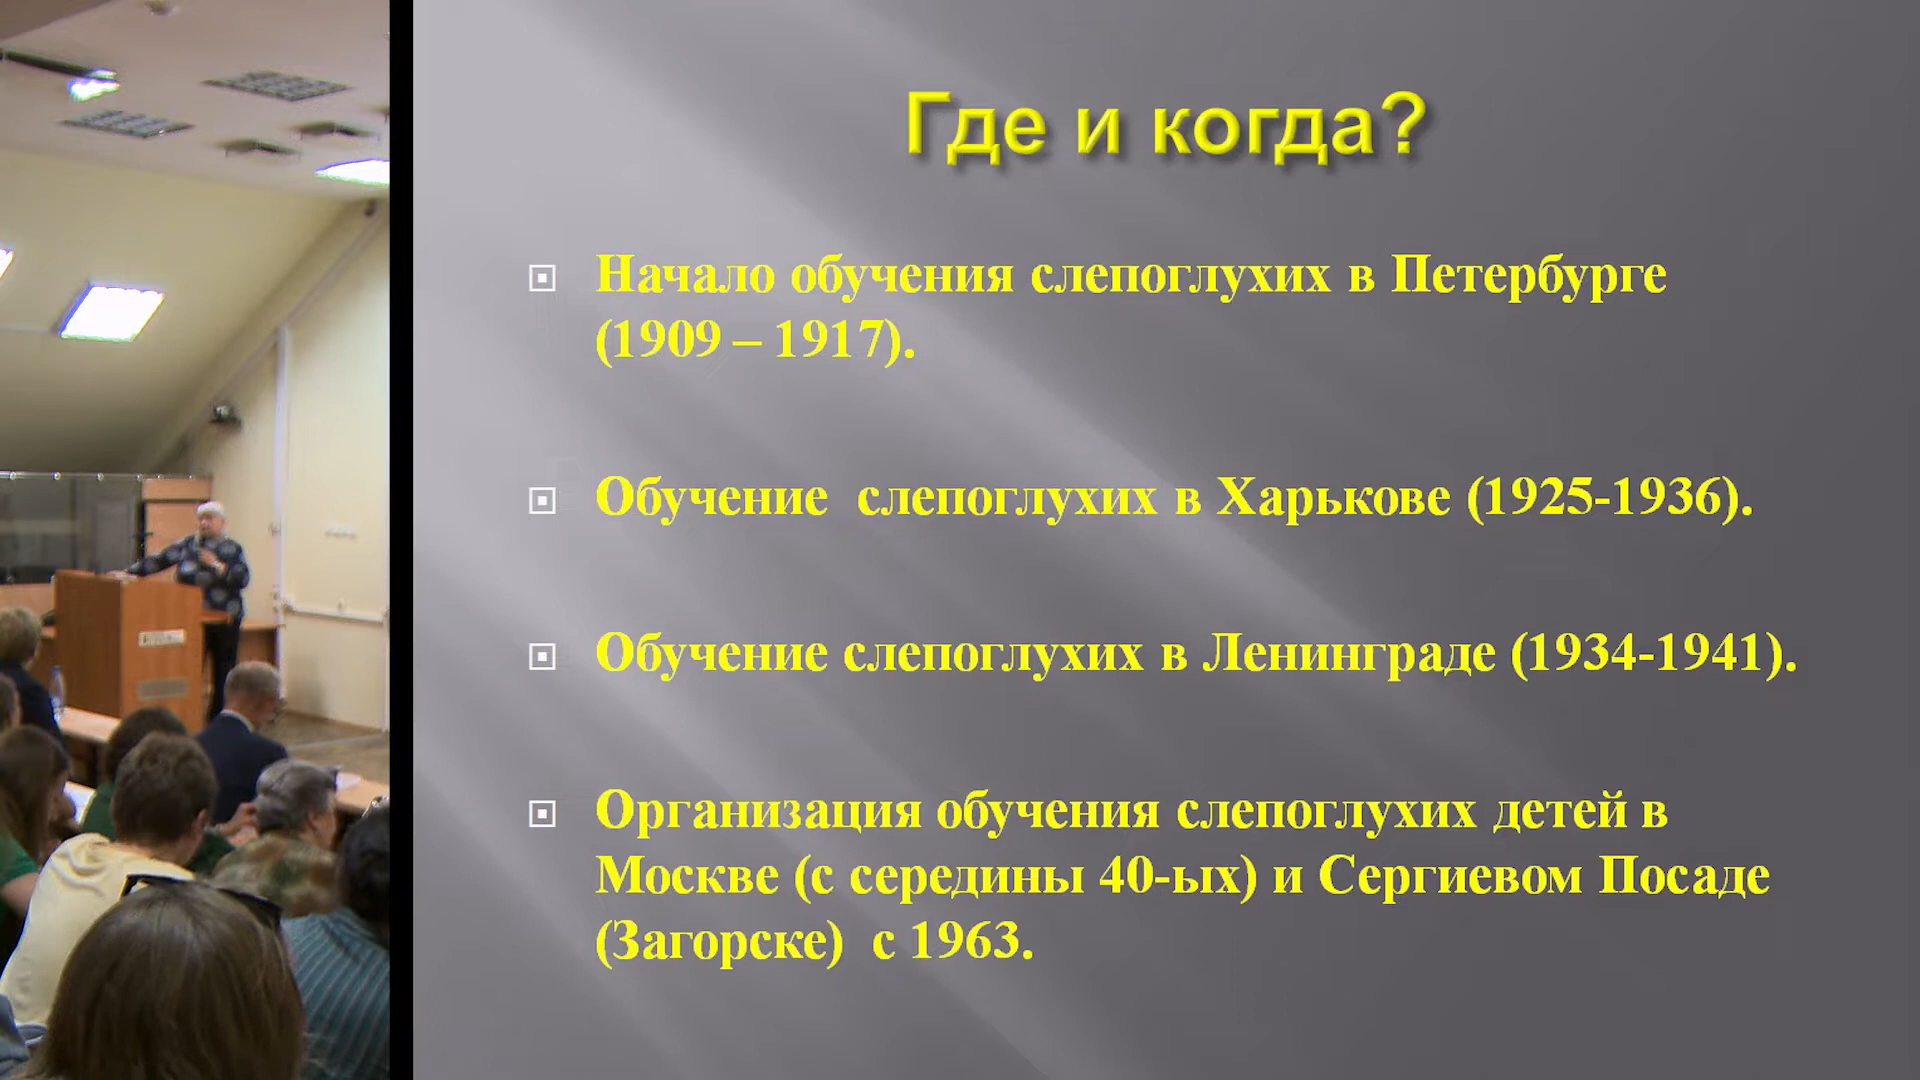 Где и когда?
Начало обучения слепоглухих в Петербурге
(1909 – 1917).
Обучение  слепоглухих в Харькове (1925-1936).
Обучение слепоглухих в Ленинграде (1934-1941).
Организация обучения слепоглухих детей в
Москве (с середины 40-ых) и Сергиевом Посаде
(Загорске)  с 1963.